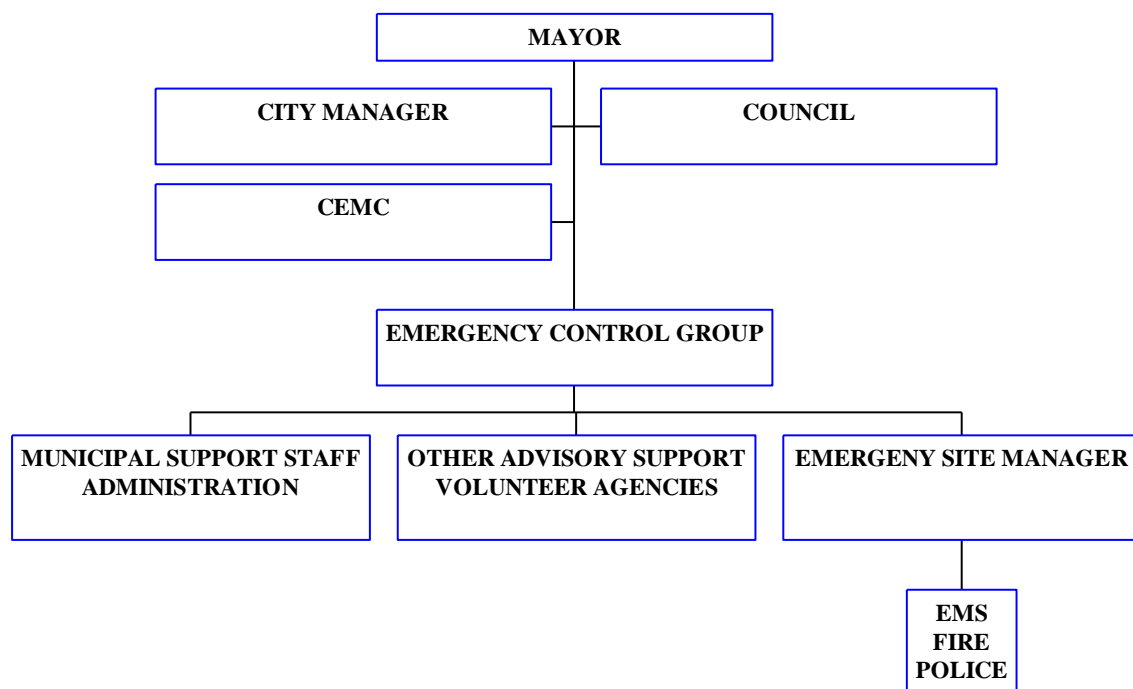 MAYOR
CITY MANAGER
COUNCIL
CEMC
EMERGENCY CONTROL GROUP
MUNICIPAL SUPPORT STAFF
ADMINISTRATION
OTHER ADVISORY SUPPORT
VOLUNTEER AGENCIES
EMERGENY SITE MANAGER
EMS
FIRE
POLICE